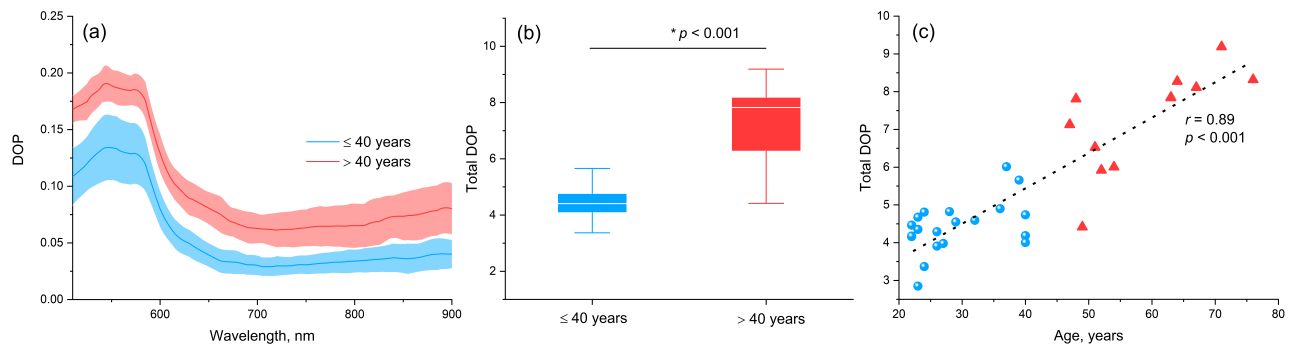 (a)
0.25
0.20
0.15
0.10
0.05
0.00
DOP
≤ 40 years
> 40 years
600
700
800
900
Wavelength, nm
(b)
* p < 0.001
10
8
6
4
2
Total DOP
≤ 40 years
> 40 years
(c)
10
9
8
7
6
5
4
3
Total DOP
r = 0.89
p < 0.001
20
30
40
50
60
70
80
Age, years